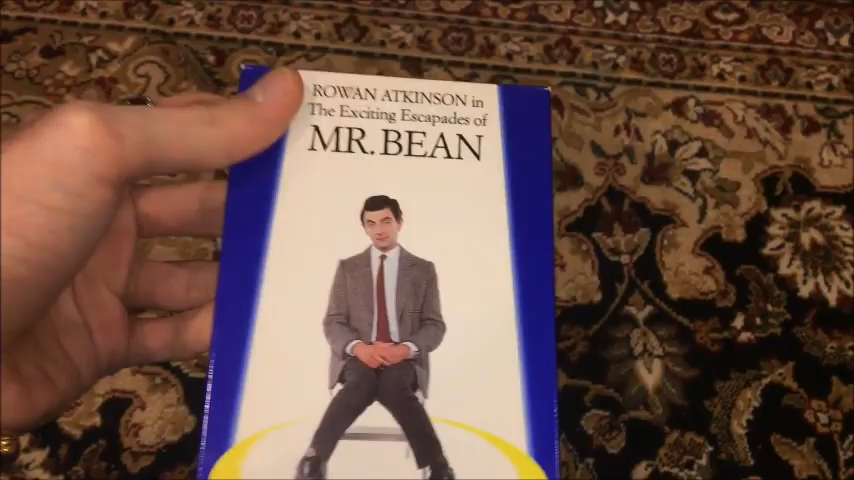 ROWAN ATKINSON in
The Exciting Escapades of
MR. BEAN